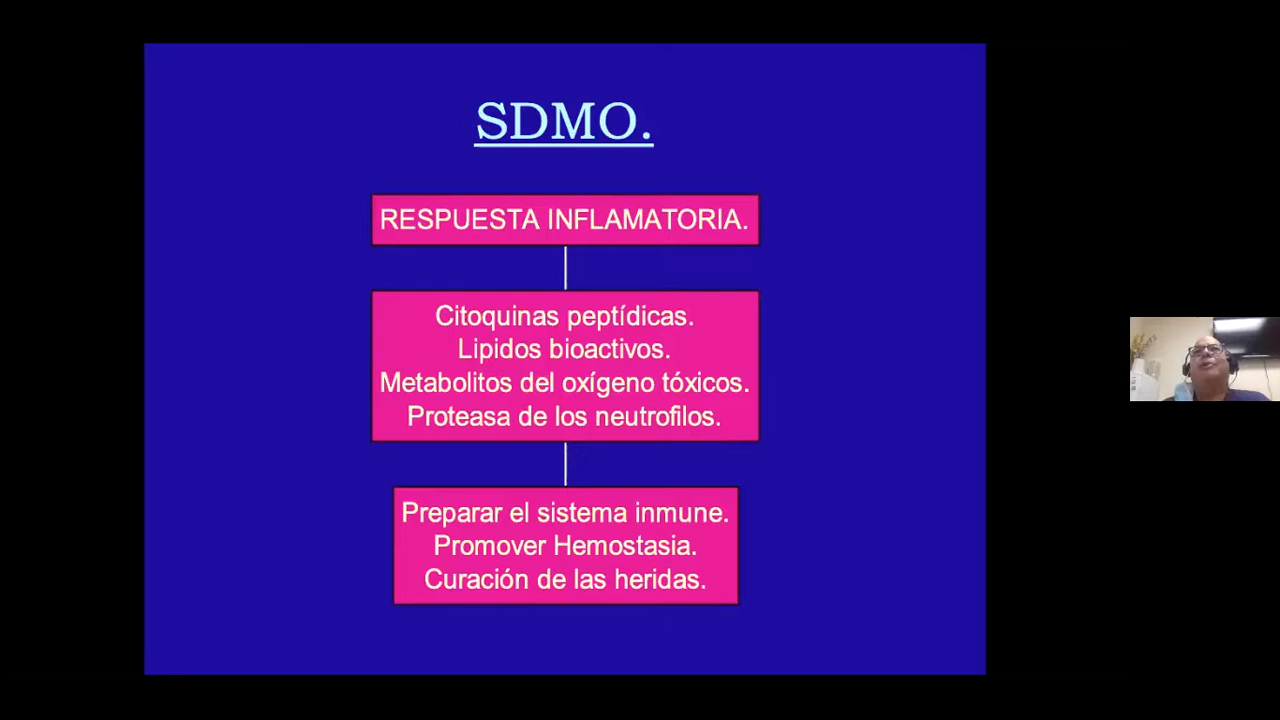 SDMO.
RESPUESTA INFLAMATORIA.
Citoquinas peptídicas.
Lipidos bioactivos.
Metabolitos del oxígeno tóxicos.
Proteasa de los neutrofilos.
Preparar el sistema inmune.
Promover Hemostasia.
Curación de las heridas.